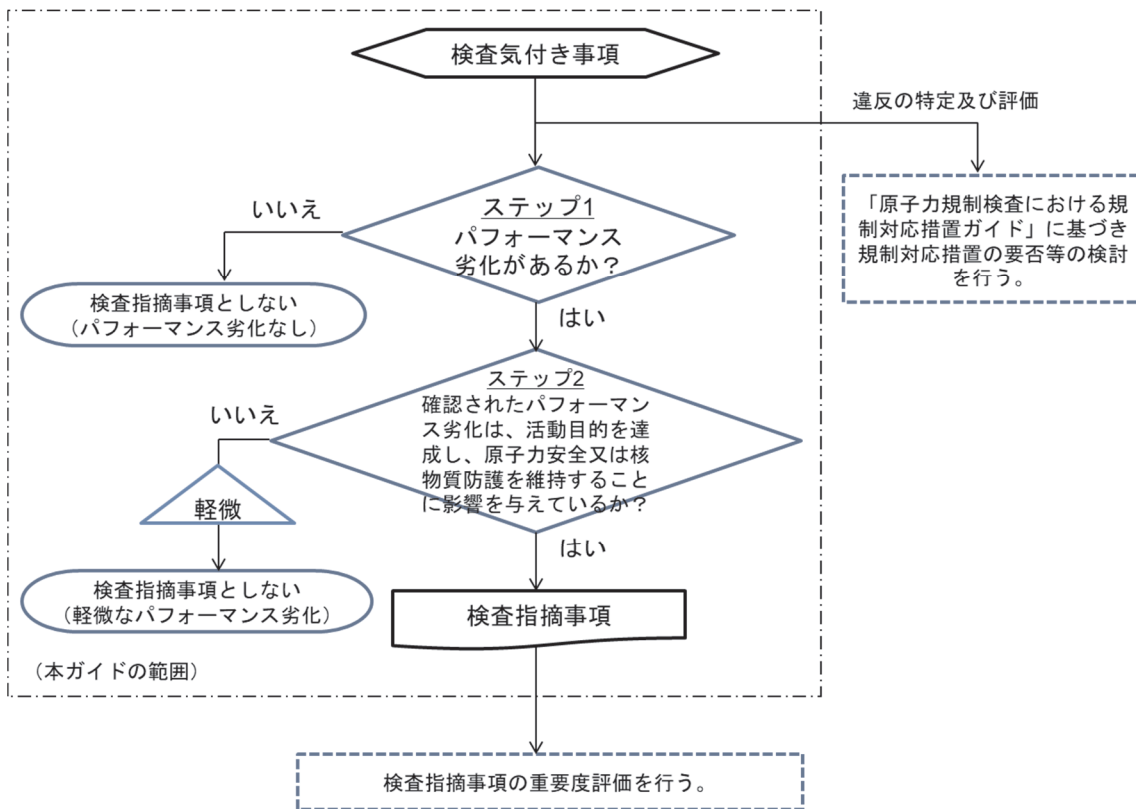 検査気付き事項
違反の特定及び評価
「原子力規制検査における規
制対応措置ガイド」に基づき
規制対応措置の要否等の検討
を行う。
ステップ1
パフォーマンス
劣化があるか？
いいえ
検査指摘事項としない
（パフォーマンス劣化なし）
はい
ステップ2
確認されたパフォーマン
ス劣化は、活動目的を達
成し、原子力安全又は核
物質防護を維持すること
に影響を与えているか？
いいえ
軽微
検査指摘事項としない
（軽微なパフォーマンス劣化）
はい
検査指摘事項
（本ガイドの範囲）
検査指摘事項の重要度評価を行う。